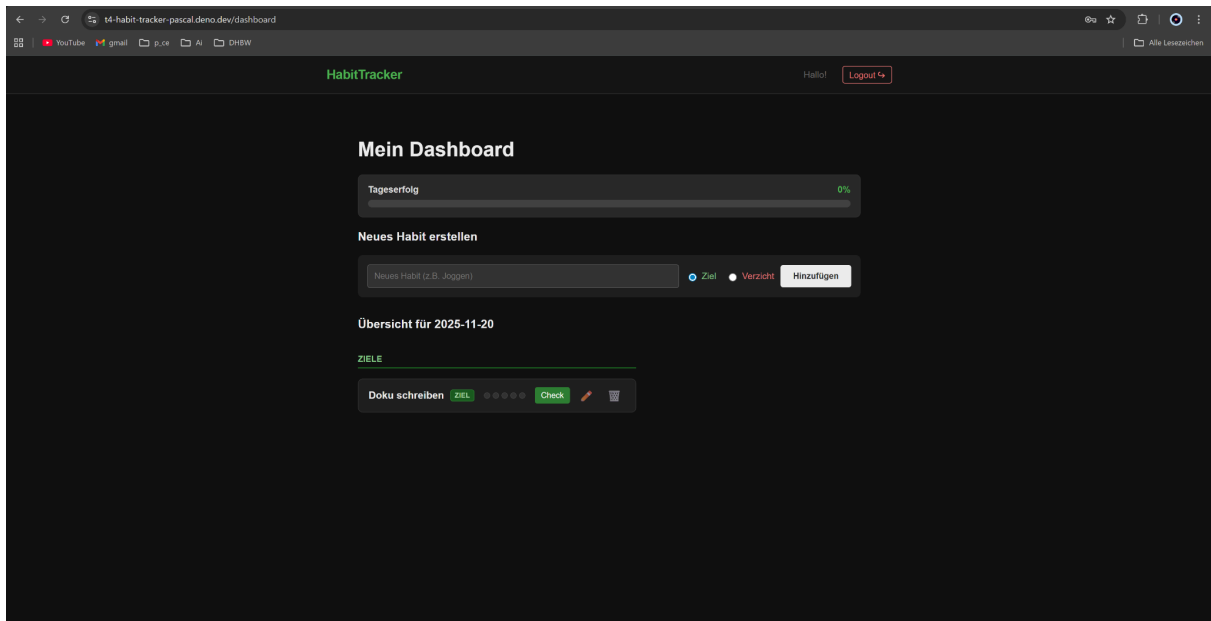 t4-habit-tracker-pascal.deno.dev/dashboard
YouTube gmail p_ce AI DHBW Alle Lesezeichen
HabitTracker Hallo! Logout
Mein Dashboard
Tageserfolg 0%
Neues Habit erstellen
Neues Habit (z.B. Joggen) Ziel Verzicht Hinzufügen
Übersicht für 2025-11-20
ZIELE
Doku schreiben ZIEL Check